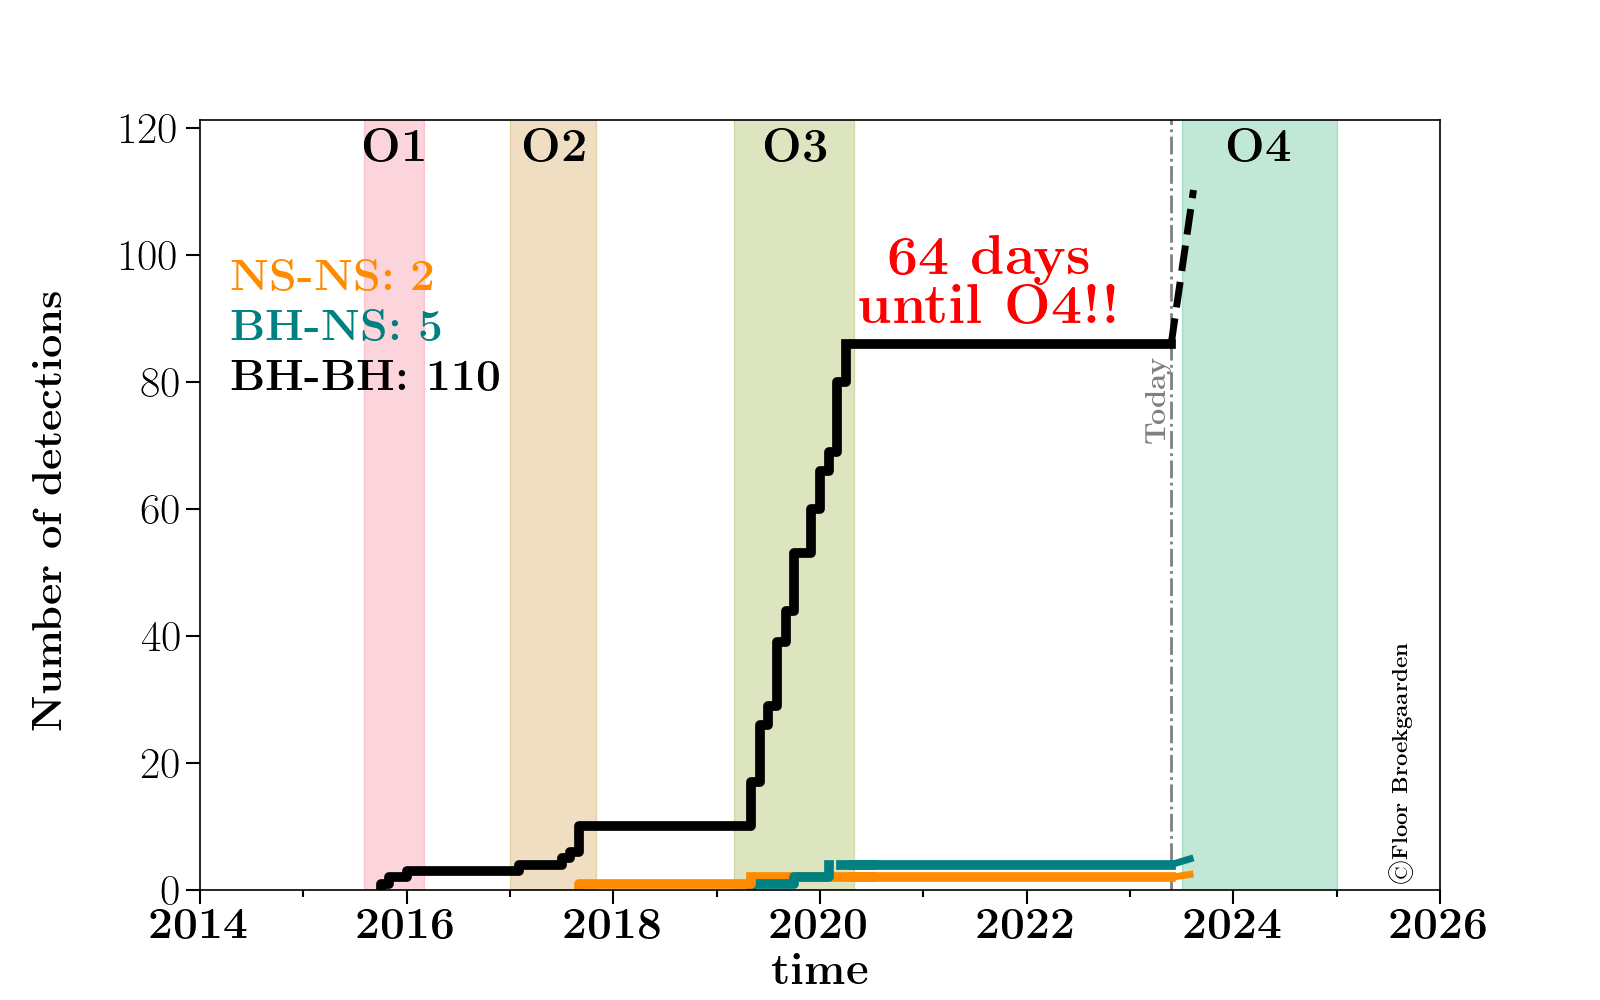 O1 O2 O3 O4
64 days
until O4!!
NS-NS: 2
BH-NS: 5
BH-BH: 110
Today
Number of detections
120
100
80
60
40
20
0
2014 2016 2018 2020 2022 2024 2026
time
©Floor Broekgaarden